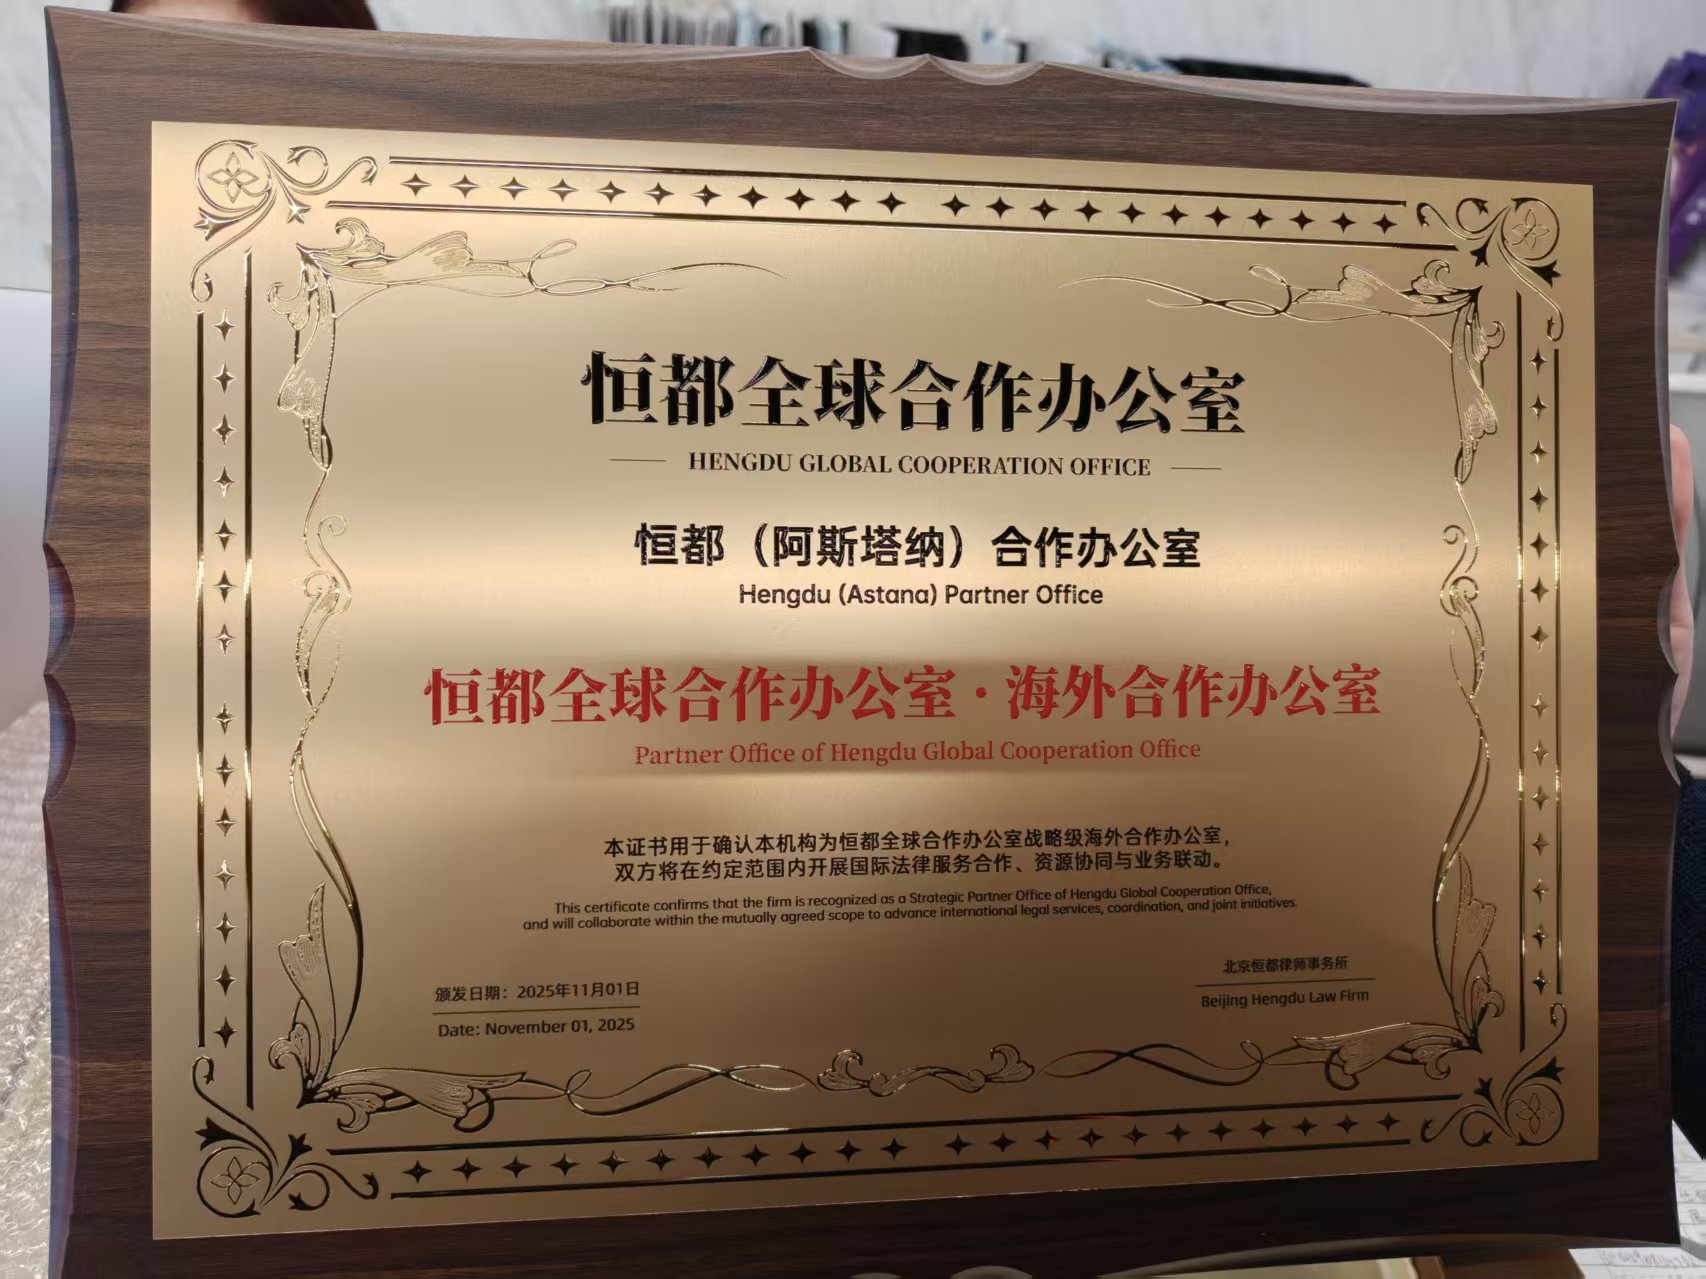 恒都全球合作办公室
HENGDU GLOBAL COOPERATION OFFICE
恒都（阿斯塔纳）合作办公室
Hengdu (Astana) Partner Office
恒都全球合作办公室·海外合作办公室
Partner Office of Hengdu Global Cooperation Office
本证书用于确认本机构为恒都全球合作办公室战略级海外合作办公室，
双方将在约定范围内开展国际法律服务合作、资源协同与业务联动。
This certificate confirms that the firm is recognized as a Strategic Partner Office of Hengdu Global Cooperation Office,
and will collaborate within the mutually agreed scope to advance international legal services, coordination, and joint initiatives.
颁发日期：2025年11月01日
Date: November 01, 2025
北京恒都律师事务所
Beijing Hengdu Law Firm